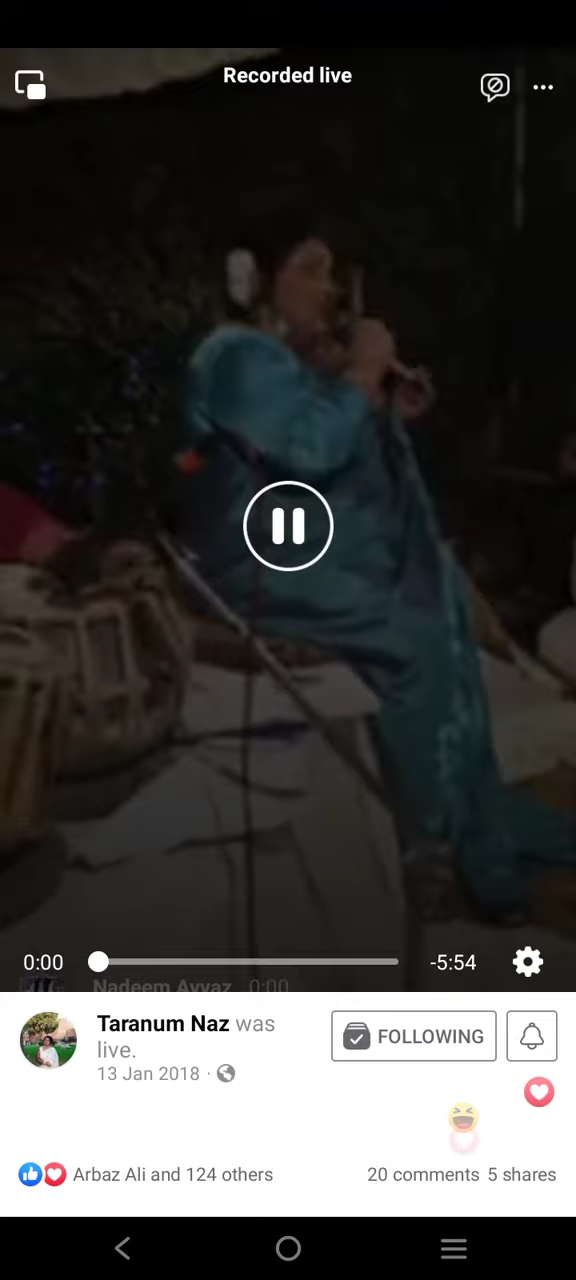 Recorded live
0:00
-5:54
Nadeem Ayyaz 0:00
Taranum Naz was
live.
FOLLOWING
13 Jan 2018 ·
Arbaz Ali and 124 others
20 comments 5 shares